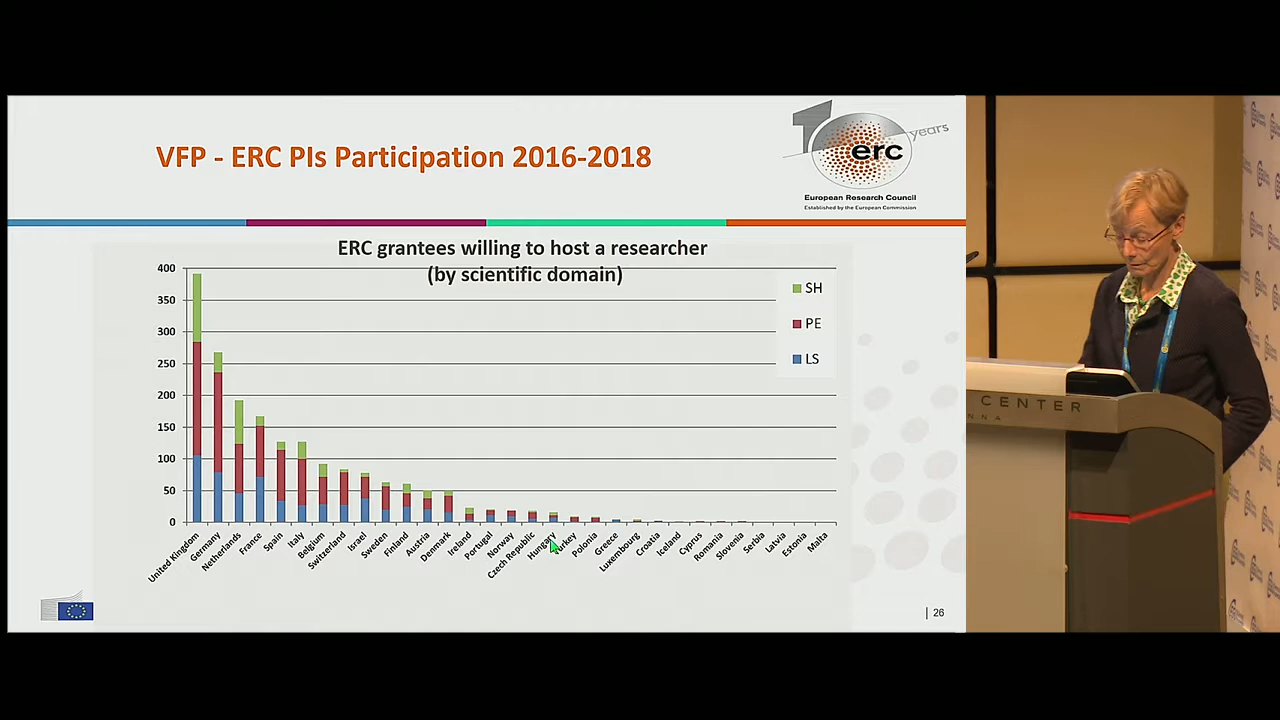 VFP - ERC PIs Participation 2016-2018
10 years
erc
European Research Council
Established by the European Commission
ERC grantees willing to host a researcher
(by scientific domain)
400
350
300
250
200
150
100
50
0
SH
PE
LS
United Kingdom
Germany
Netherlands
France
Spain
Italy
Belgium
Switzerland
Israel
Sweden
Finland
Austria
Denmark
Ireland
Portugal
Norway
Czech Republic
Hungary
Turkey
Polonia
Greece
Luxembourg
Croatia
Iceland
Cyprus
Romania
Slovenia
Serbia
Latvia
Estonia
Malta
26
CENTER